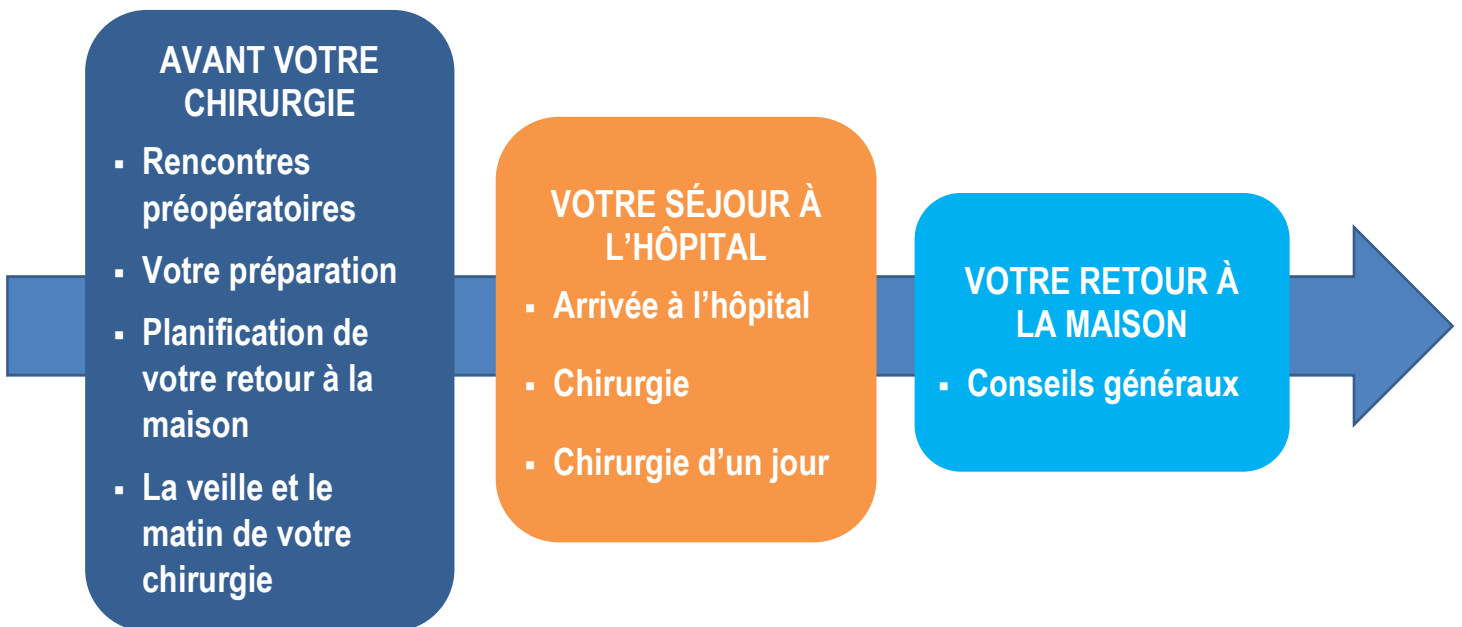 AVANT VOTRE
CHIRURGIE
▪ Rencontres
préopératoires
▪ Votre préparation
▪ Planification de
votre retour à la
maison
▪ La veille et le
matin de votre
chirurgie
VOTRE SÉJOUR À
L’HÔPITAL
▪ Arrivée à l’hôpital
▪ Chirurgie
▪ Chirurgie d’un jour
VOTRE RETOUR À
LA MAISON
▪ Conseils généraux